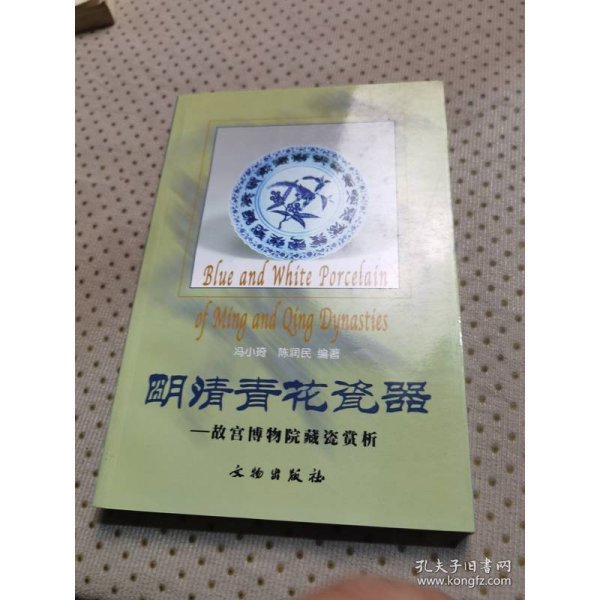 Blue and White Porcelain
of Ming and Qing Dynasties
冯小琦 陈润民 编著
明清青花瓷器
—故宫博物院藏瓷赏析
文物出版社
孔夫子旧书网
www.kongfz.com